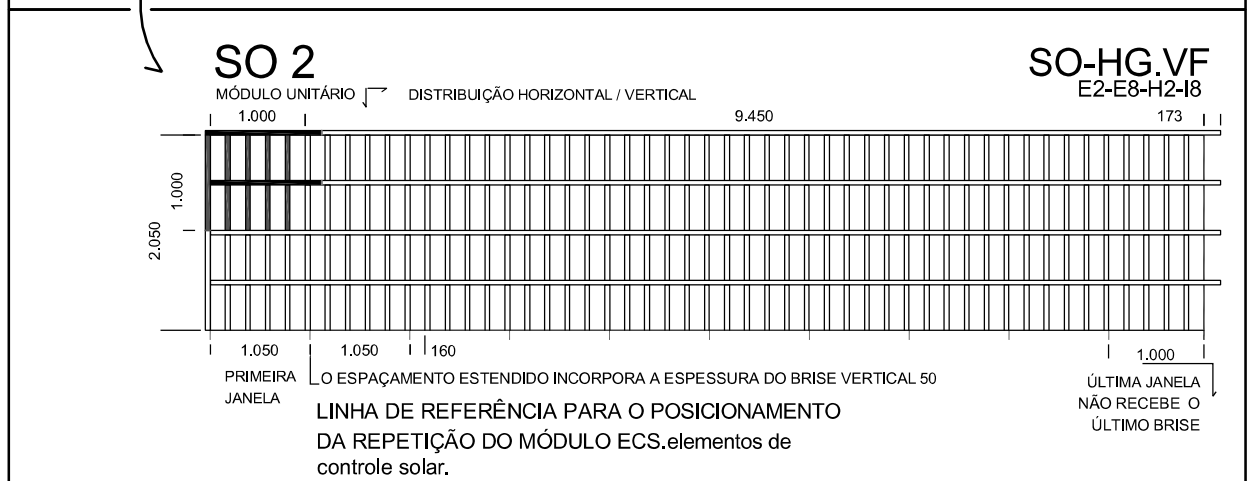 SO 2
SO-HG.VF
E2-E8-H2-I8
MÓDULO UNITÁRIO
DISTRIBUIÇÃO HORIZONTAL / VERTICAL
1.000
9.450
173
1.000
2.050
1.050
1.050
160
1.000
PRIMEIRA
JANELA
O ESPAÇAMENTO ESTENDIDO INCORPORA A ESPESSURA DO BRISE VERTICAL 50
LINHA DE REFERÊNCIA PARA O POSICIONAMENTO
DA REPETIÇÃO DO MÓDULO ECS.elementos de
controle solar.
ÚLTIMA JANELA
NÃO RECEBE O
ÚLTIMO BRISE